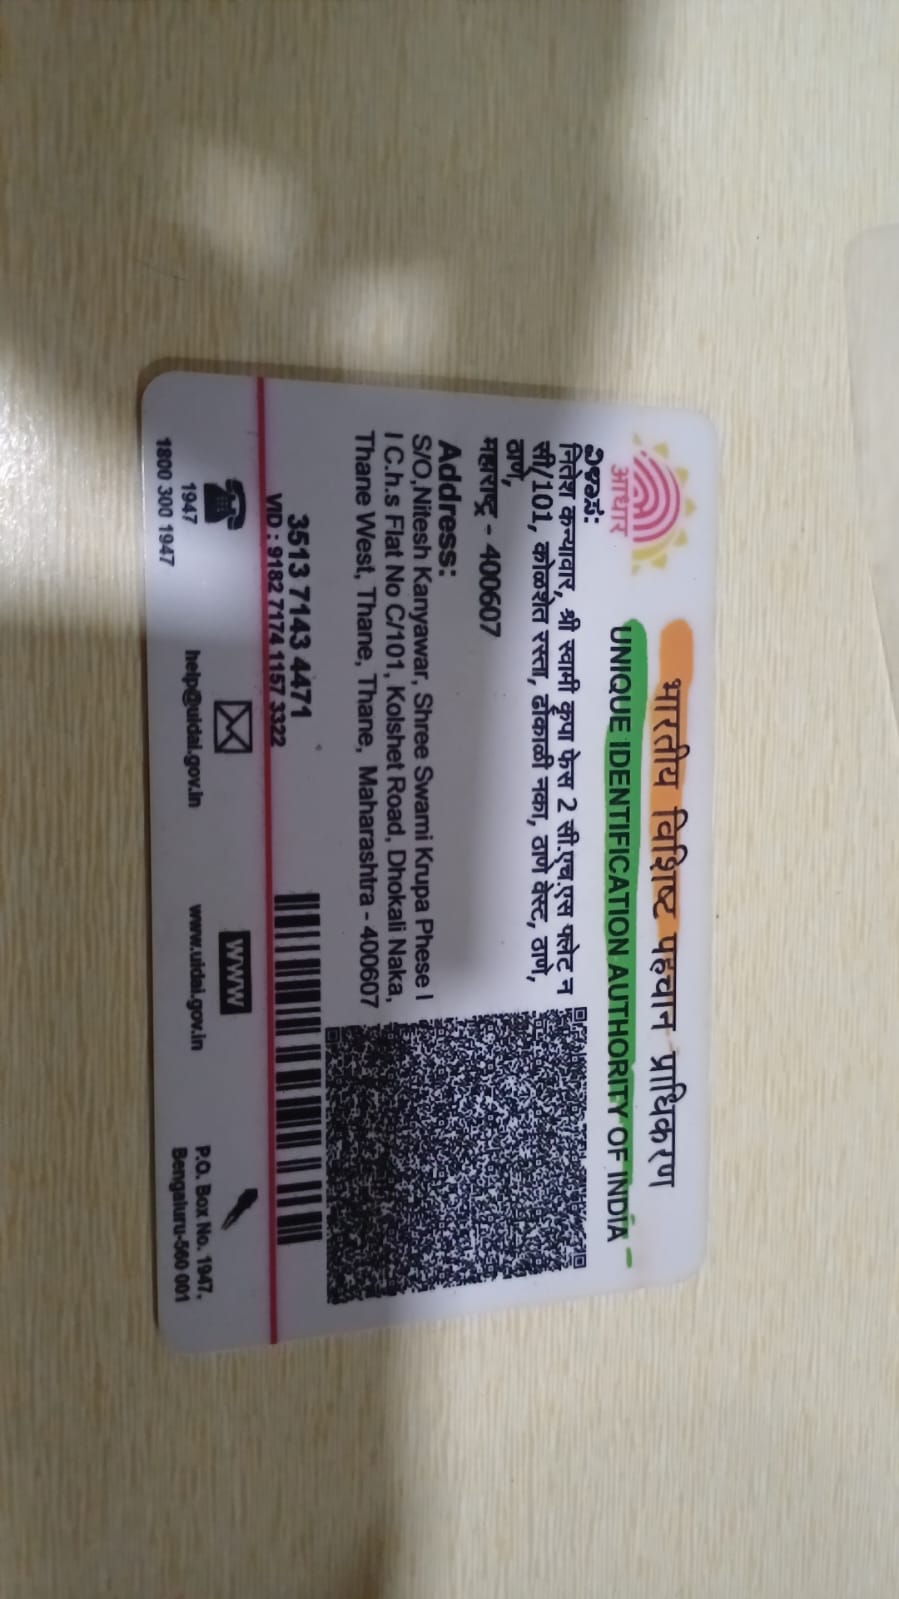 आधार
भारतीय विशिष्ट पहचान प्राधिकरण
UNIQUE IDENTIFICATION AUTHORITY OF INDIA
విళాసం:
नितेश कन्यावार, श्री स्वामी कृपा फेस 2 सी.एच.एस फ्लेट न
सी/101, कोळशेत रस्ता, ढोकाळी नका, ठाणे वेस्ट, ठाणे,
ठाणे,
महाराष्ट्र - 400607
Address:
S/O,Nitesh Kanyawar, Shree Swami Krupa Phese I
I C.h.s Flat No C/101, Kolshet Road, Dhokali Naka,
Thane West, Thane, Thane, Maharashtra - 400607
3513 7143 4471
VID : 9182 7174 1157 3322
1947
1800 300 1947
help@uidai.gov.in
WWW
www.uidai.gov.in
P.O. Box No. 1947,
Bengaluru-560 001